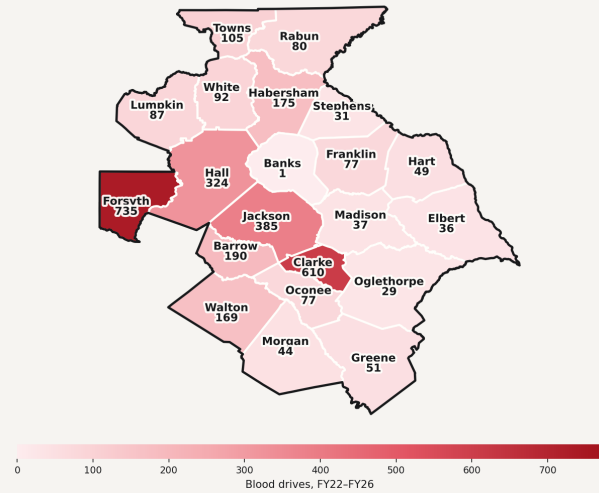 Towns
105
Rabun
80
White
92
Habersham
175
Lumpkin
87
Stephens
31
Hall
324
Banks
1
Franklin
77
Hart
49
Forsyth
735
Jackson
385
Madison
37
Elbert
36
Barrow
190
Clarke
610
Oconee
77
Oglethorpe
29
Walton
169
Morgan
44
Greene
51
0 100 200 300 400 500 600 700
Blood drives, FY22–FY26